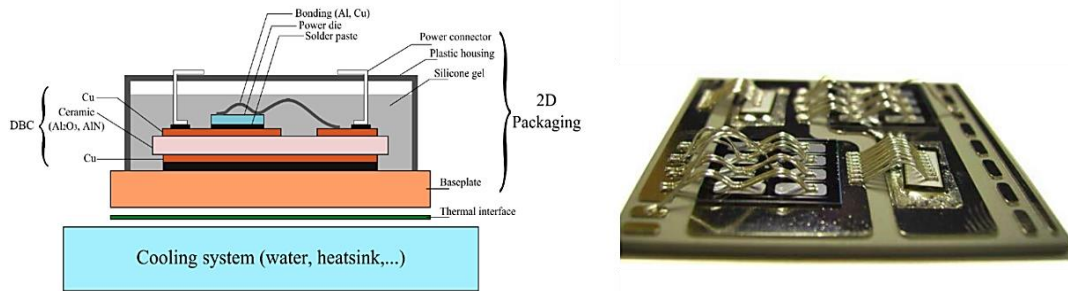 Bonding (Al, Cu)
Power die
Solder paste
Power connector
Plastic housing
Silicone gel
DBC
Cu
Ceramic
(Al₂O₃, AlN)
Cu
2D
Packaging
Baseplate
Thermal interface
Cooling system (water, heatsink,...)